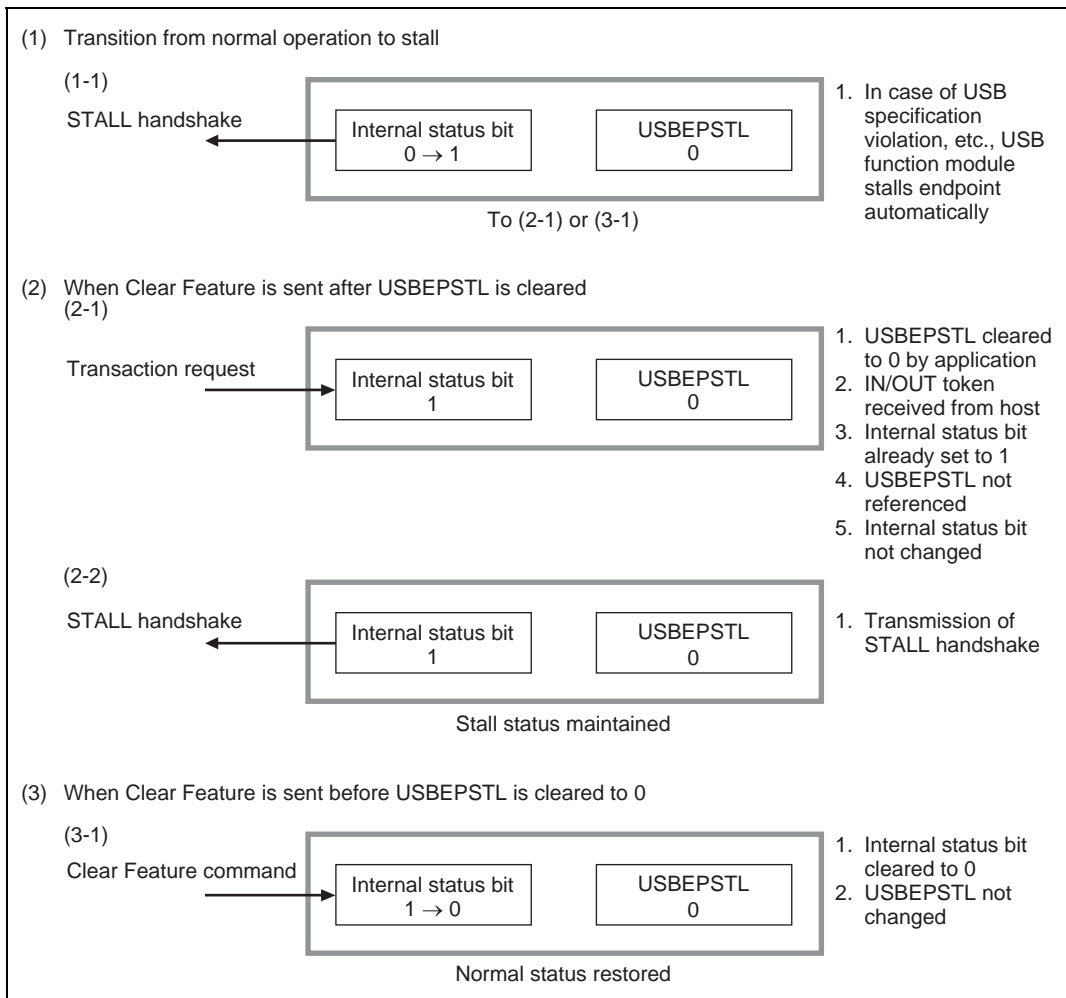 (1) Transition from normal operation to stall
(1-1)
STALL handshake
Internal status bit
0 → 1
USBEPSTL
0
To (2-1) or (3-1)
1. In case of USB
specification
violation, etc., USB
function module
stalls endpoint
automatically
(2) When Clear Feature is sent after USBEPSTL is cleared
(2-1)
Transaction request
Internal status bit
1
USBEPSTL
0
1. USBEPSTL cleared
to 0 by application
2. IN/OUT token
received from host
3. Internal status bit
already set to 1
4. USBEPSTL not
referenced
5. Internal status bit
not changed
(2-2)
STALL handshake
Internal status bit
1
USBEPSTL
0
1. Transmission of
STALL handshake
Stall status maintained
(3) When Clear Feature is sent before USBEPSTL is cleared to 0
(3-1)
Clear Feature command
Internal status bit
1 → 0
USBEPSTL
0
1. Internal status bit
cleared to 0
2. USBEPSTL not
changed
Normal status restored